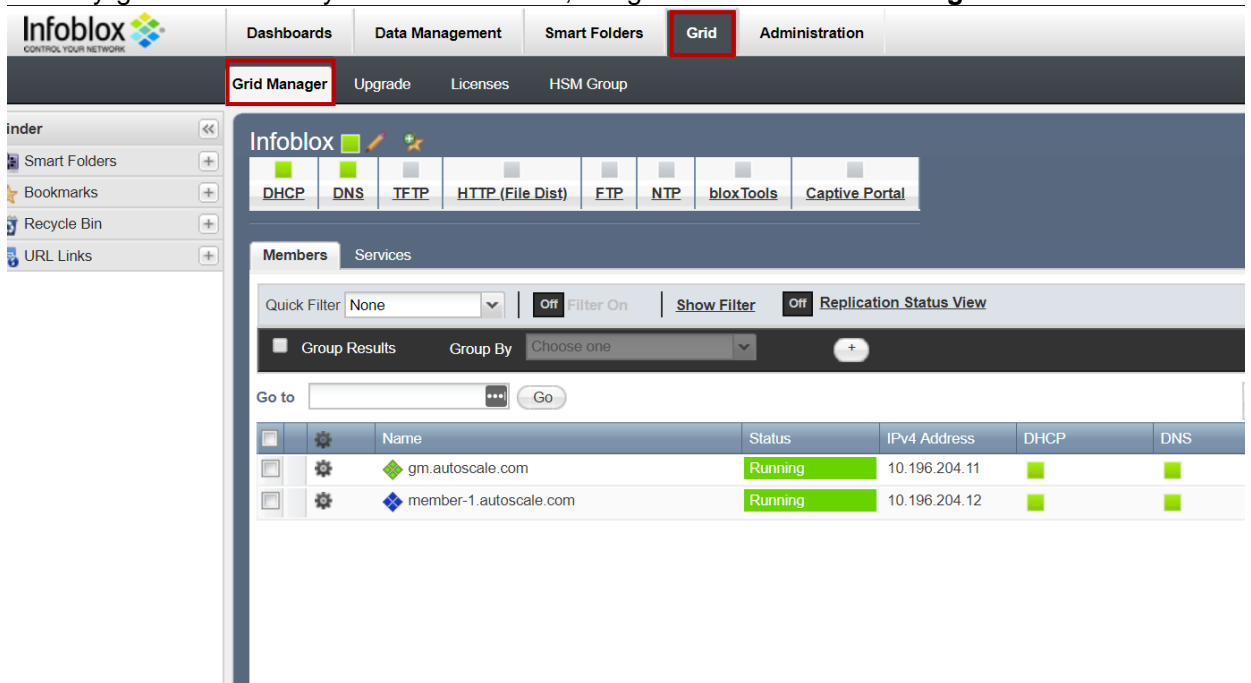 Infoblox
CONTROL YOUR NETWORK
Dashboards Data Management Smart Folders Grid Administration
Grid Manager Upgrade Licenses HSM Group
inder
Smart Folders
Bookmarks
Recycle Bin
URL Links
Infoblox
DHCP DNS TFTP HTTP (File Dist) FTP NTP bloxTools Captive Portal
Members Services
Quick Filter None Off Filter On Show Filter Off Replication Status View
Group Results Group By Choose one +
Go to Go
Name Status IPv4 Address DHCP DNS
gm.autoscale.com Running 10.196.204.11
member-1.autoscale.com Running 10.196.204.12